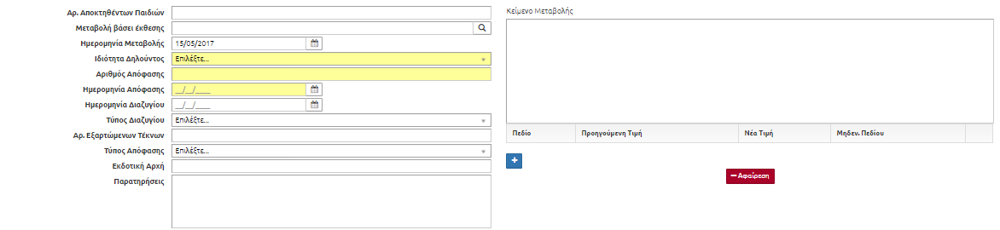 Αρ. Αποκτηθέντων Παιδιών
Μεταβολή βάσει έκθεσης
Ημερομηνία Μεταβολής 15/05/2017
Ιδιότητα Δηλούντος Επιλέξτε...
Αριθμός Απόφασης
Ημερομηνία Απόφασης __/__/____
Ημερομηνία Διαζυγίου __/__/____
Τύπος Διαζυγίου Επιλέξτε...
Αρ. Εξαρτώμενων Τέκνων
Τύπος Απόφασης Επιλέξτε...
Εκδοτική Αρχή
Παρατηρήσεις
Κείμενο Μεταβολής
Πεδίο Προηγούμενη Τιμή Νέα Τιμή Μηδεν. Πεδίου
Αφαίρεση